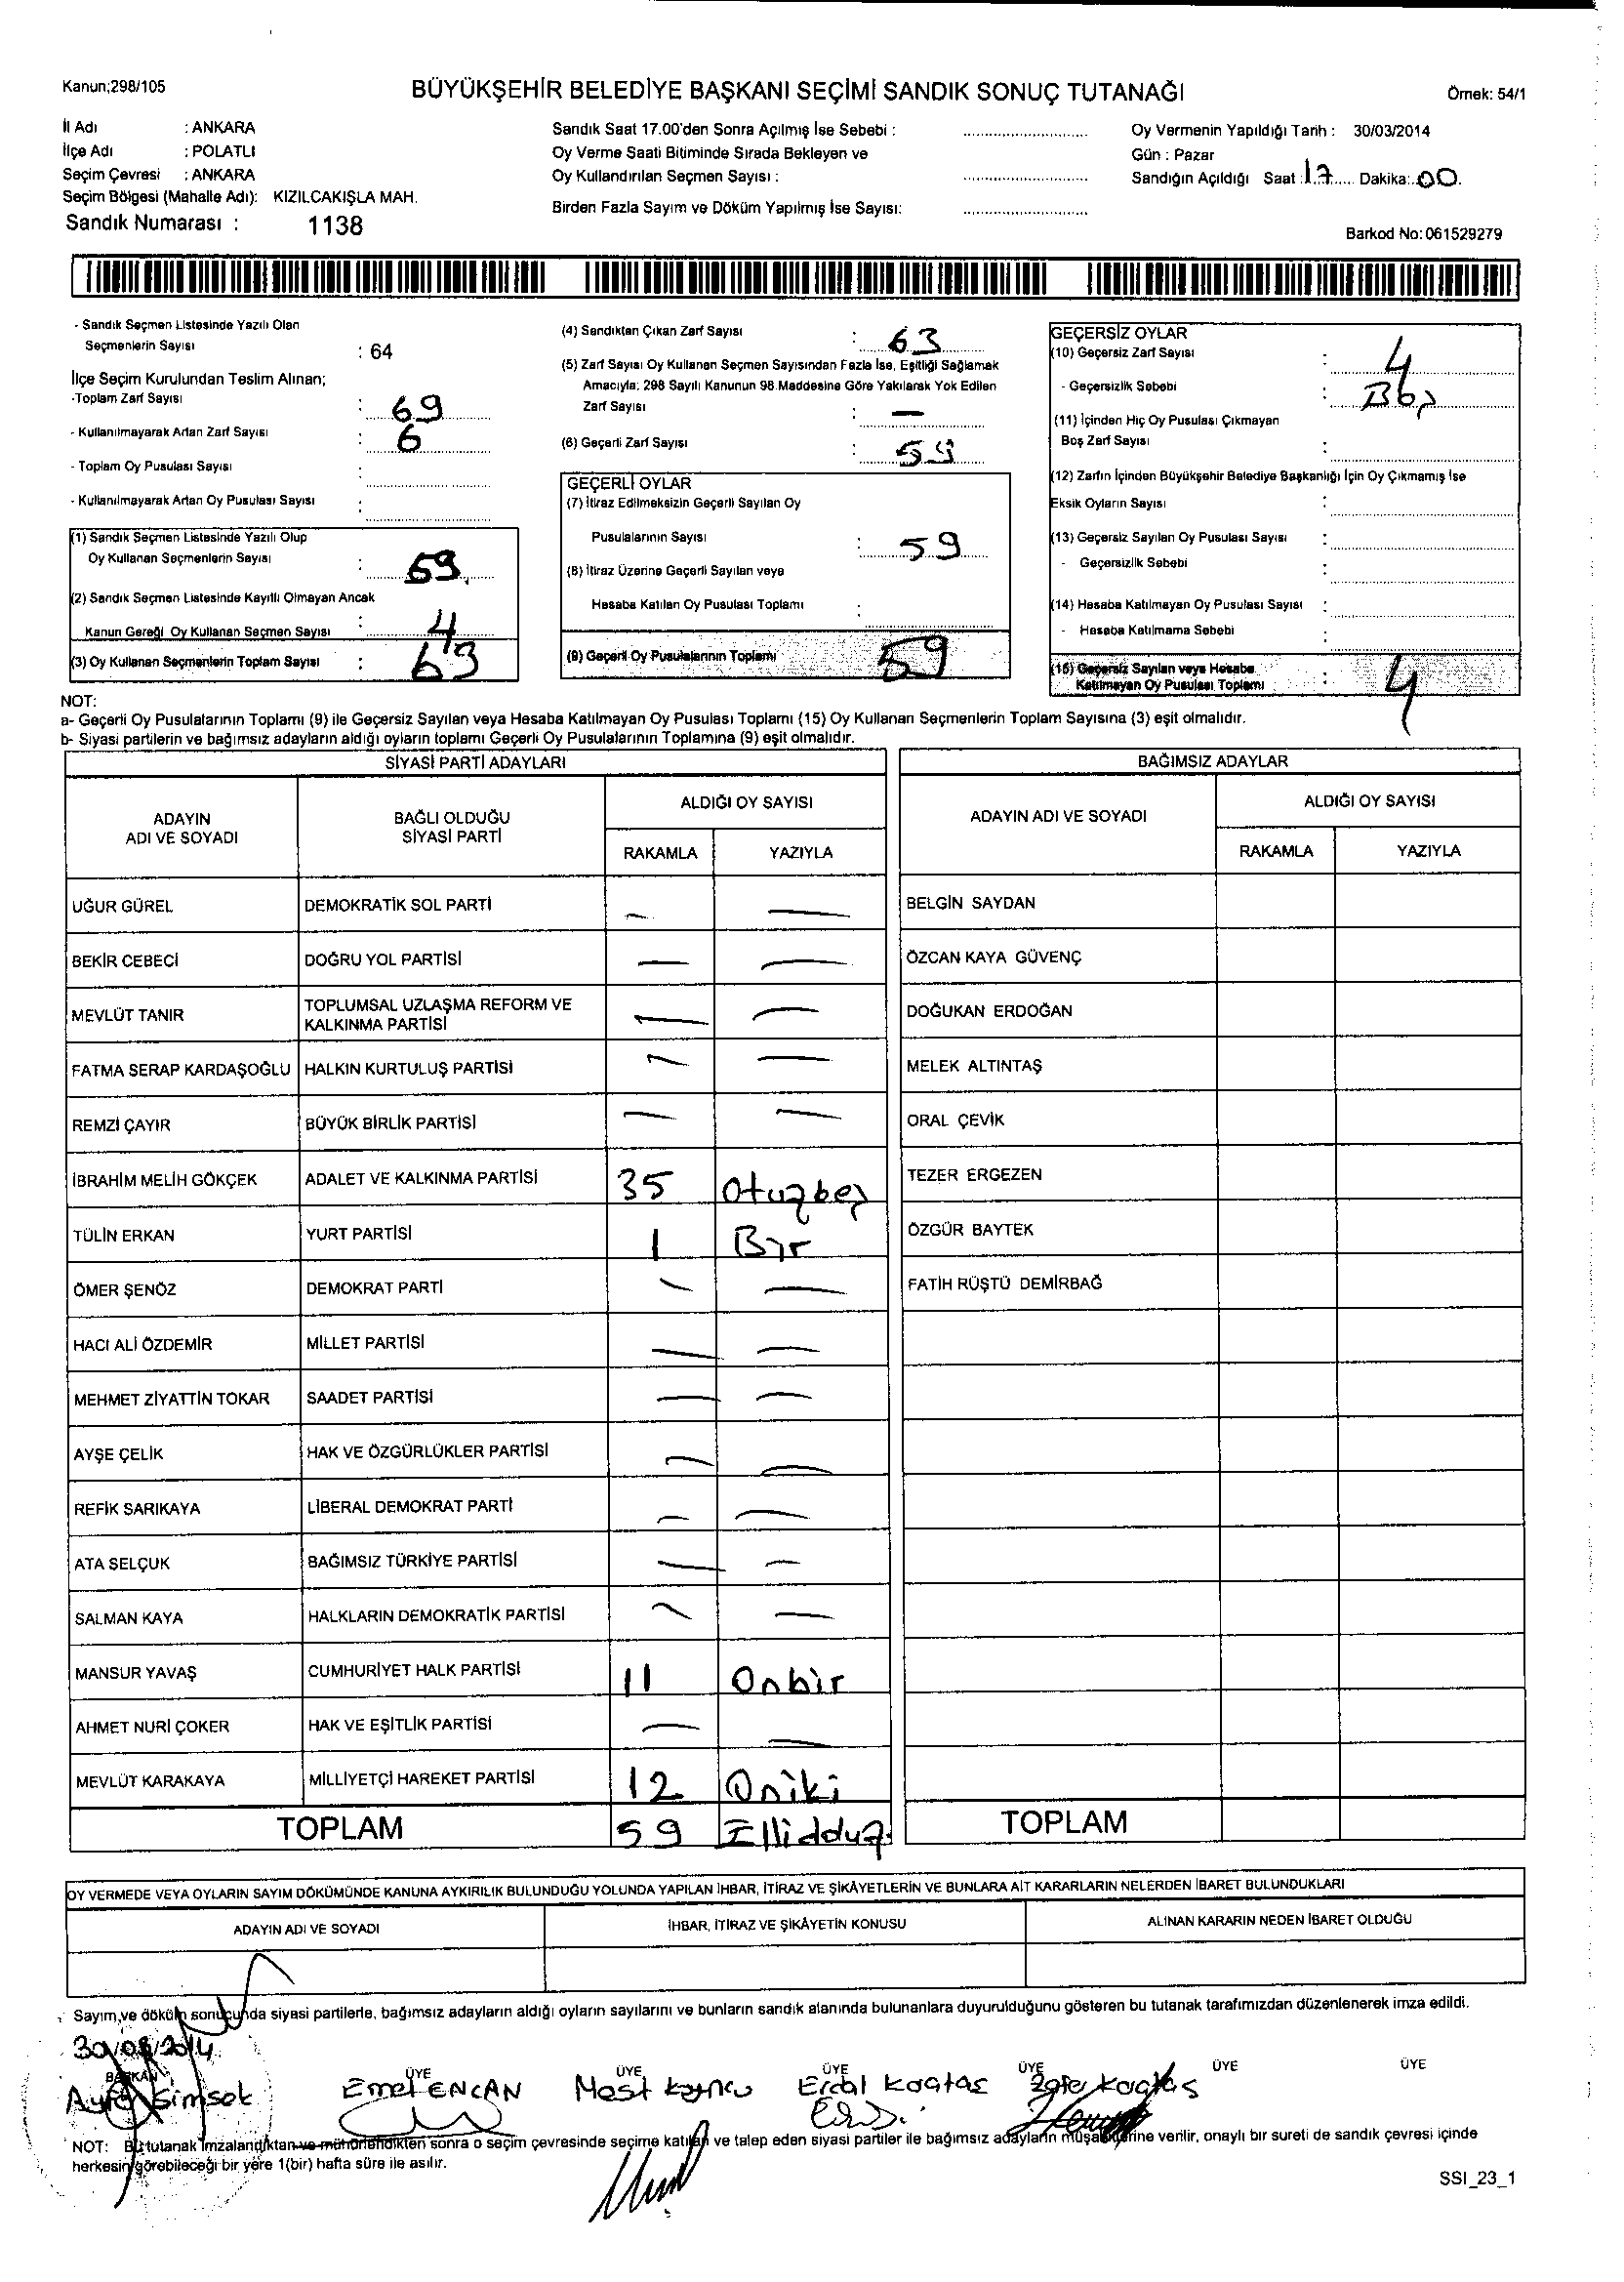 Kanun;298/105
BÜYÜKŞEHİR BELEDİYE BAŞKANI SEÇİMİ SANDIK SONUÇ TUTANAĞI
Örnek: 54/1
İl Adı : ANKARA
İlçe Adı : POLATLI
Seçim Çevresi : ANKARA
Seçim Bölgesi (Mahalle Adı): KIZILCAKIŞLA MAH.
Sandık Numarası : 1138
Sandık Saat 17.00'den Sonra Açılmış İse Sebebi :
Oy Verme Saati Bitiminde Sırada Bekleyen ve
Oy Kullandırılan Seçmen Sayısı :
Birden Fazla Sayım ve Döküm Yapılmış İse Sayısı:
Oy Vermenin Yapıldığı Tarih : 30/03/2014
Gün : Pazar
Sandığın Açıldığı Saat : 17 Dakika: 00
Barkod No: 061529279
- Sandık Seçmen Listesinde Yazılı Olan
Seçmenlerin Sayısı : 64
İlçe Seçim Kurulundan Teslim Alınan;
-Toplam Zarf Sayısı : 69
- Kullanılmayarak Artan Zarf Sayısı : 6
- Toplam Oy Pusulası Sayısı :
- Kullanılmayarak Artan Oy Pusulası Sayısı :
(1) Sandık Seçmen Listesinde Yazılı Olup
Oy Kullanan Seçmenlerin Sayısı : 59
(2) Sandık Seçmen Listesinde Kayıtlı Olmayan Ancak
Kanun Gereği Oy Kullanan Seçmen Sayısı : 4
(3) Oy Kullanan Seçmenlerin Toplam Sayısı : 63
(4) Sandıktan Çıkan Zarf Sayısı : 63
(5) Zarf Sayısı Oy Kullanan Seçmen Sayısından Fazla İse, Eşitliği Sağlamak
Amacıyla; 298 Sayılı Kanunun 98.Maddesine Göre Yakılarak Yok Edilen
Zarf Sayısı : —
(6) Geçerli Zarf Sayısı : 59
GEÇERLİ OYLAR
(7) İtiraz Edilmeksizin Geçerli Sayılan Oy
Pusulalarının Sayısı : 59
(8) İtiraz Üzerine Geçerli Sayılan veya
Hesaba Katılan Oy Pusulası Toplamı :
(9) Geçerli Oy Pusulalarının Toplamı 59
GEÇERSİZ OYLAR
(10) Geçersiz Zarf Sayısı : 4
- Geçersizlik Sebebi :
(11) İçinden Hiç Oy Pusulası Çıkmayan
Boş Zarf Sayısı :
(12) Zarfın İçinden Büyükşehir Belediye Başkanlığı İçin Oy Çıkmamış İse
Eksik Oyların Sayısı :
(13) Geçersiz Sayılan Oy Pusulası Sayısı :
- Geçersizlik Sebebi :
(14) Hesaba Katılmayan Oy Pusulası Sayısı :
- Hesaba Katılmama Sebebi :
(15) Geçersiz Sayılan veya Hesaba
Katılmayan Oy Pusulası Toplamı : 4
NOT:
a- Geçerli Oy Pusulalarının Toplamı (9) ile Geçersiz Sayılan veya Hesaba Katılmayan Oy Pusulası Toplamı (15) Oy Kullanan Seçmenlerin Toplam Sayısına (3) eşit olmalıdır.
b- Siyasi partilerin ve bağımsız adayların aldığı oyların toplamı Geçerli Oy Pusulalarının Toplamına (9) eşit olmalıdır.
SİYASİ PARTİ ADAYLARI
ADAYIN ADI VE SOYADI
BAĞLI OLDUĞU SİYASİ PARTİ
ALDIĞI OY SAYISI
RAKAMLA YAZIYLA
UĞUR GÜREL DEMOKRATİK SOL PARTİ — —
BEKİR CEBECİ DOĞRU YOL PARTİSİ — —
MEVLÜT TANIR TOPLUMSAL UZLAŞMA REFORM VE KALKINMA PARTİSİ — —
FATMA SERAP KARDAŞOĞLU HALKIN KURTULUŞ PARTİSİ — —
REMZİ ÇAYIR BÜYÜK BİRLİK PARTİSİ — —
İBRAHİM MELİH GÖKÇEK ADALET VE KALKINMA PARTİSİ 35 Otuzbeş
TÜLİN ERKAN YURT PARTİSİ 1 Bir
ÖMER ŞENÖZ DEMOKRAT PARTİ — —
HACI ALİ ÖZDEMİR MİLLET PARTİSİ — —
MEHMET ZİYATTİN TOKAR SAADET PARTİSİ — —
AYŞE ÇELİK HAK VE ÖZGÜRLÜKLER PARTİSİ — —
REFİK SARIKAYA LİBERAL DEMOKRAT PARTİ — —
ATA SELÇUK BAĞIMSIZ TÜRKİYE PARTİSİ — —
SALMAN KAYA HALKLARIN DEMOKRATİK PARTİSİ — —
MANSUR YAVAŞ CUMHURİYET HALK PARTİSİ 11 Onbir
AHMET NURİ ÇOKER HAK VE EŞİTLİK PARTİSİ — —
MEVLÜT KARAKAYA MİLLİYETÇİ HAREKET PARTİSİ 12 Oniki
TOPLAM 59 Ellidduz
BAĞIMSIZ ADAYLAR
ADAYIN ADI VE SOYADI
ALDIĞI OY SAYISI
RAKAMLA YAZIYLA
BELGİN SAYDAN
ÖZCAN KAYA GÜVENÇ
DOĞUKAN ERDOĞAN
MELEK ALTINTAŞ
ORAL ÇEVİK
TEZER ERGEZEN
ÖZGÜR BAYTEK
FATİH RÜŞTÜ DEMİRBAĞ
TOPLAM
OY VERMEDE VEYA OYLARIN SAYIM DÖKÜMÜNDE KANUNA AYKIRILIK BULUNDUĞU YOLUNDA YAPILAN İHBAR, İTİRAZ VE ŞİKÂYETLERİN VE BUNLARA AİT KARARLARIN NELERDEN İBARET BULUNDUKLARI
ADAYIN ADI VE SOYADI
İHBAR, İTİRAZ VE ŞİKÂYETİN KONUSU
ALINAN KARARIN NEDEN İBARET OLDUĞU
Sayım ve döküm sonucunda siyasi partilerle, bağımsız adayların aldığı oyların sayılarını ve bunların sandık alanında bulunanlara duyurulduğunu gösteren bu tutanak tarafımızdan düzenlenerek imza edildi.
30/03/2014
BAŞKAN ÜYE ÜYE ÜYE ÜYE ÜYE ÜYE
Şimşek Emel ENCAN Erdal
NOT: Bu tutanak imzalandıktan ve mühürlendikten sonra o seçim çevresinde seçime katılan ve talep eden siyasi partiler ile bağımsız adayların müşahitlerine verilir, onaylı bir sureti de sandık çevresi içinde
herkesin görebileceği bir yere 1(bir) hafta süre ile asılır.
SSI_23_1